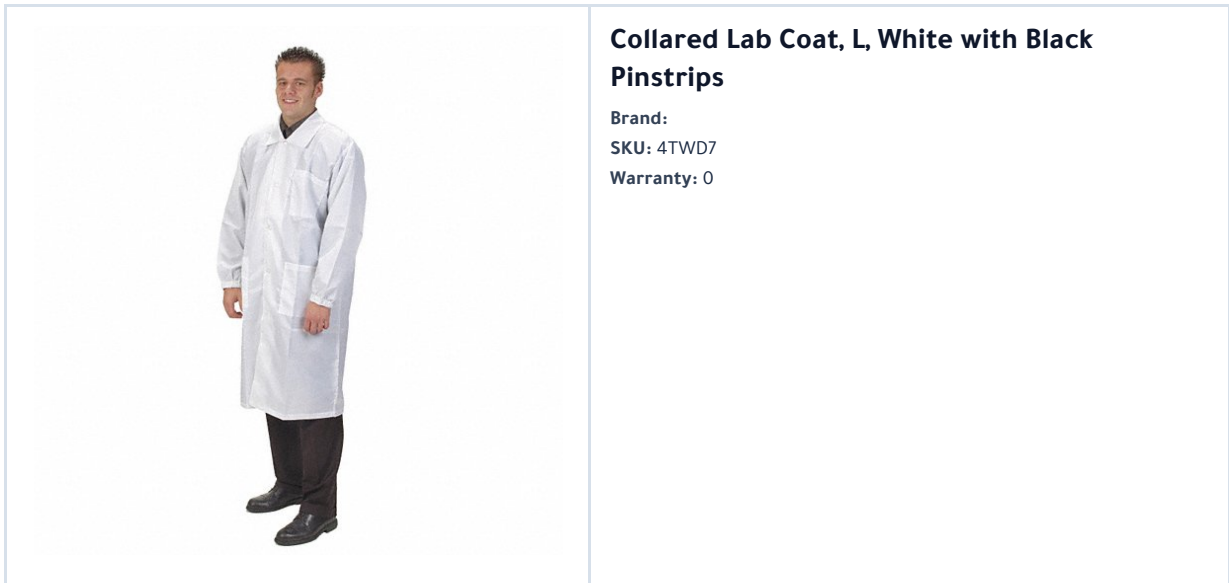 Collared Lab Coat, L, White with Black
Pinstrips
Brand:
SKU: 4TWD7
Warranty: 0